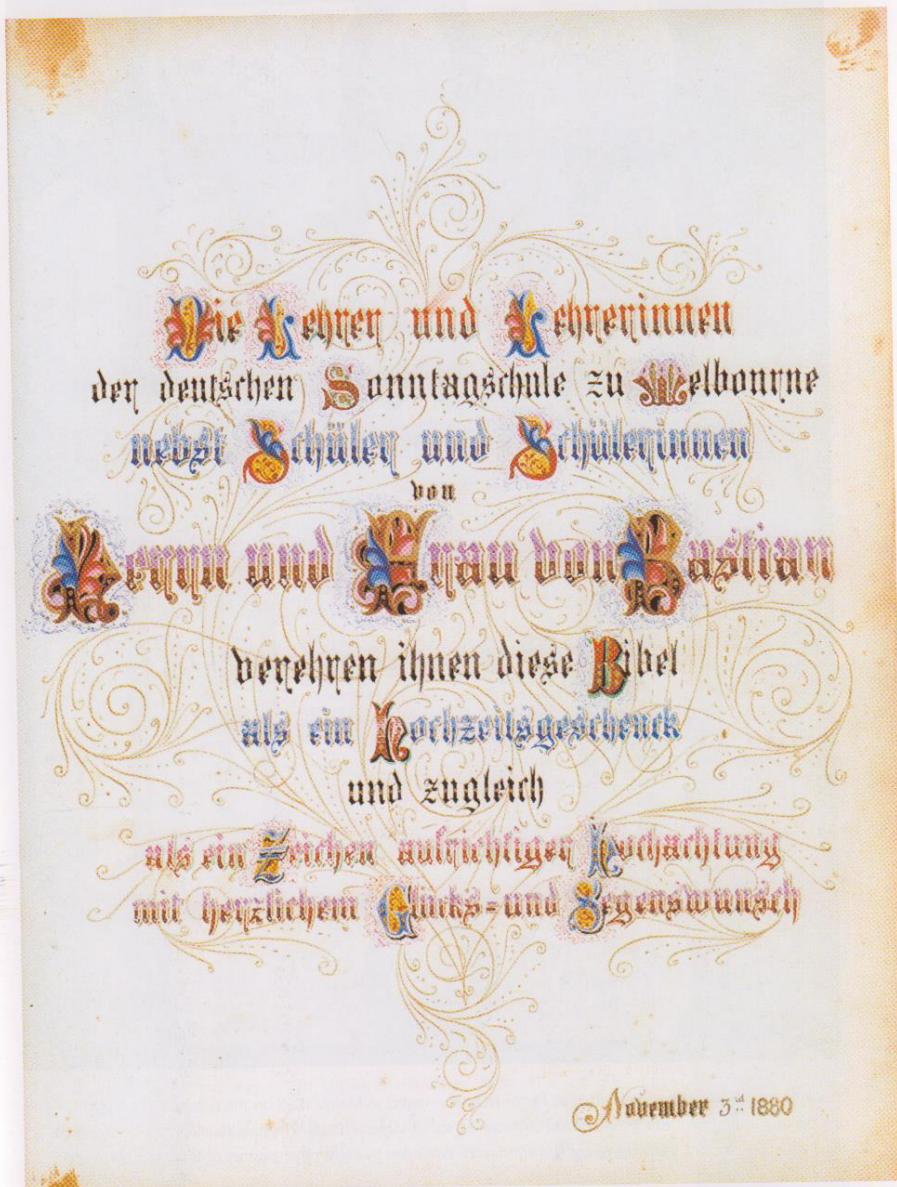 Die Lehrer und Lehrerinnen
der deutschen Sonntagschule zu Melbourne
nebst Schüler und Schülerinnen
von
Herrn und Frau von Bastian
verehren ihnen diese Bibel
als ein Hochzeitsgeschenck
und zugleich
als ein Zeichen aufrichtiger Hochachtung
mit herzlichem Glücks=und Segenswunsch
November 3rd 1880